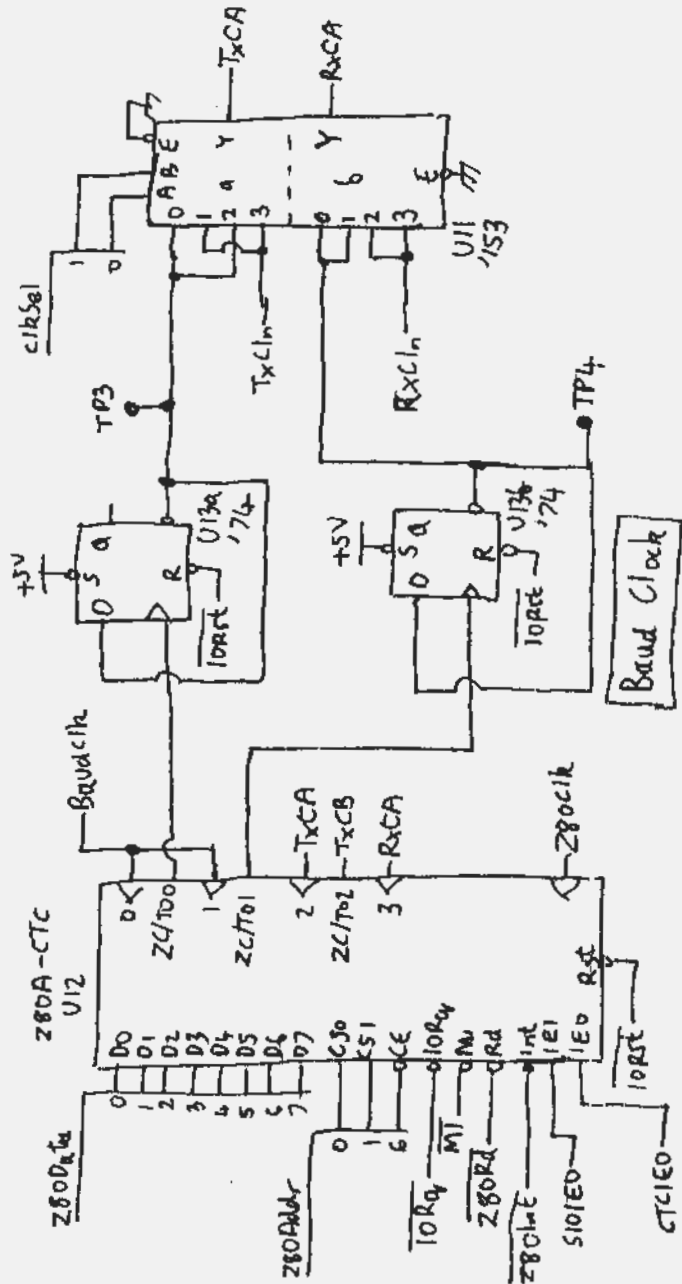 Z80A-CTC
U12
Z80Data
0 D0
1 D1
2 D2
3 D3
4 D4
5 D5
6 D6
7 D7
Z80Addr
0 CS0
1 CS1
6 CE
IORq IORq
M1
Z80Rd Rd
Int
SIOIEO IEI
CTCIEO IEO
IORst Rst
BaudClk
0
ZC/TO0
1
ZC/TO1
2 TxCA
ZC/TO2 TxCB
3 RxCA
Z80Clk
+5V
D S Q
R
U13a
'74
IORst
TP3
+5V
D S Q
R
U13b
'74
IORst
TP4
ClkSel
1
0
A B E
0
1 a Y TxCA
2
3
TxCIn
0
1 b Y RxCA
2
3
RxCIn
E
U11
'153
Baud Clock